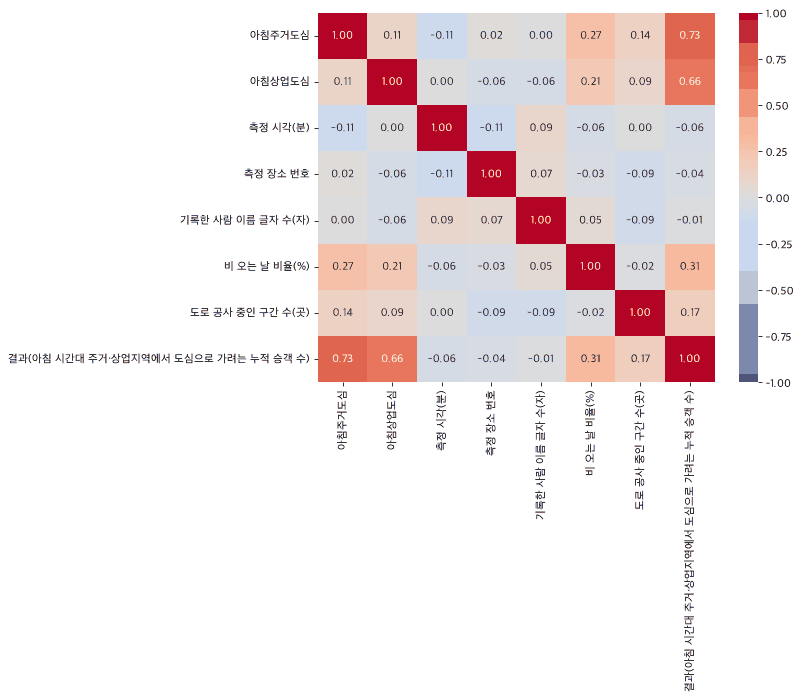 아침주거도심 1.00 0.11 -0.11 0.02 0.00 0.27 0.14 0.73
아침상업도심 0.11 1.00 0.00 -0.06 -0.06 0.21 0.09 0.66
측정 시각(분) -0.11 0.00 1.00 -0.11 0.09 -0.06 0.00 -0.06
측정 장소 번호 0.02 -0.06 -0.11 1.00 0.07 -0.03 -0.09 -0.04
기록한 사람 이름 글자 수(자) 0.00 -0.06 0.09 0.07 1.00 0.05 -0.09 -0.01
비 오는 날 비율(%) 0.27 0.21 -0.06 -0.03 0.05 1.00 -0.02 0.31
도로 공사 중인 구간 수(곳) 0.14 0.09 0.00 -0.09 -0.09 -0.02 1.00 0.17
결과(아침 시간대 주거·상업지역에서 도심으로 가려는 누적 승객 수) 0.73 0.66 -0.06 -0.04 -0.01 0.31 0.17 1.00
아침주거도심
아침상업도심
측정 시각(분)
측정 장소 번호
기록한 사람 이름 글자 수(자)
비 오는 날 비율(%)
도로 공사 중인 구간 수(곳)
결과(아침 시간대 주거·상업지역에서 도심으로 가려는 누적 승객 수)
1.00
0.75
0.50
0.25
0.00
-0.25
-0.50
-0.75
-1.00